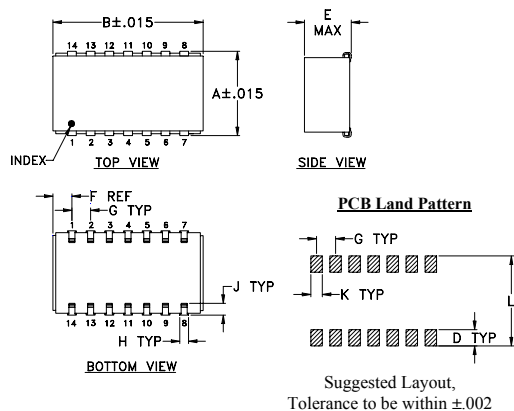 B±.015
14 13 12 11 10 9 8
A±.015
INDEX
1 2 3 4 5 6 7
TOP VIEW
E
MAX
SIDE VIEW
F REF
G TYP
1 2 3 4 5 6 7
J TYP
14 13 12 11 10 9 8
H TYP
BOTTOM VIEW
PCB Land Pattern
G TYP
K TYP
L
D TYP
Suggested Layout,
Tolerance to be within ±.002